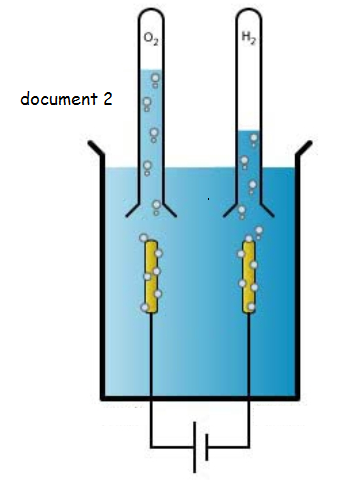 O₂
H₂
document 2